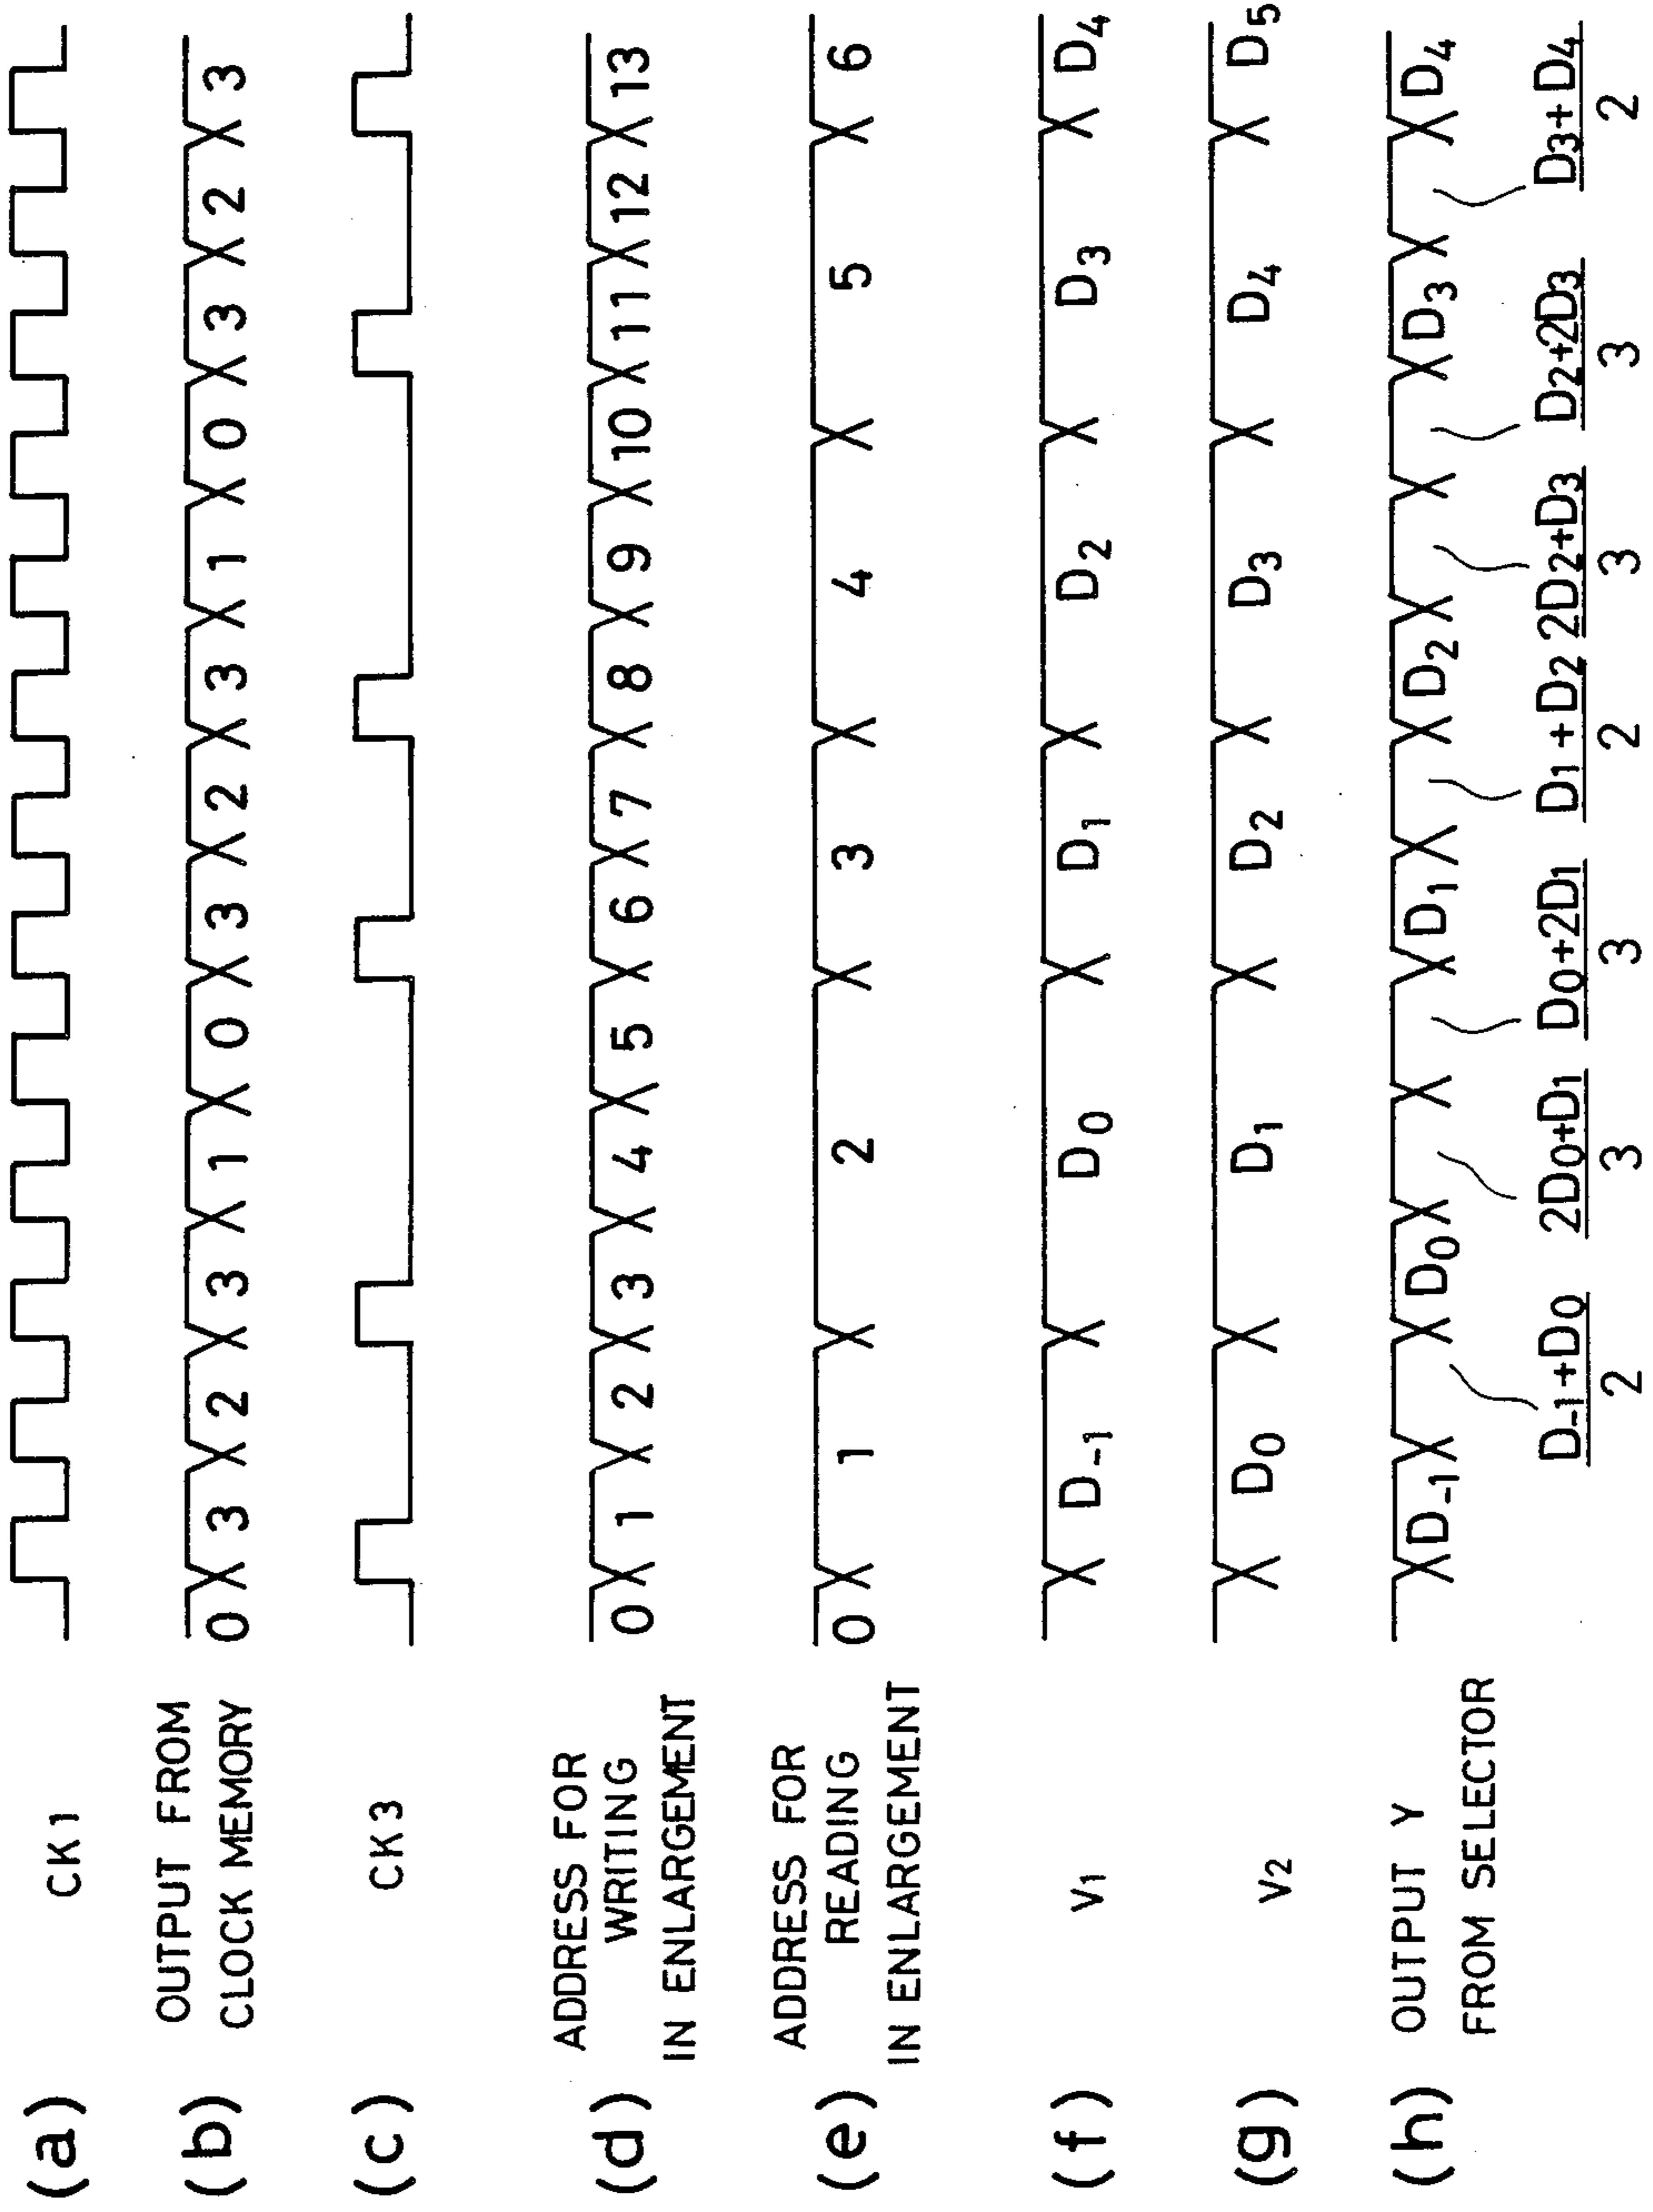 (a) CK1
(b) OUTPUT FROM
CLOCK MEMORY
0 3 2 3 1 0 3 2 3 1 0 3 2 3
(c) CK3
(d) ADDRESS FOR
WRITING
IN ENLARGEMENT
0 1 2 3 4 5 6 7 8 9 10 11 12 13
(e) ADDRESS FOR
READING
IN ENLARGEMENT
0 1 2 3 4 5 6
(f) V1 D-1 D0 D1 D2 D3 D4
(g) V2 D0 D1 D2 D3 D4 D5
(h) OUTPUT Y
FROM SELECTOR
D-1 D0 D1 D2 D3 D4
D-1+D0 2D0+D1 D0+2D1 D1+D2 2D2+D3 D2+2D3 D3+D4
2 3 3 2 3 3 2